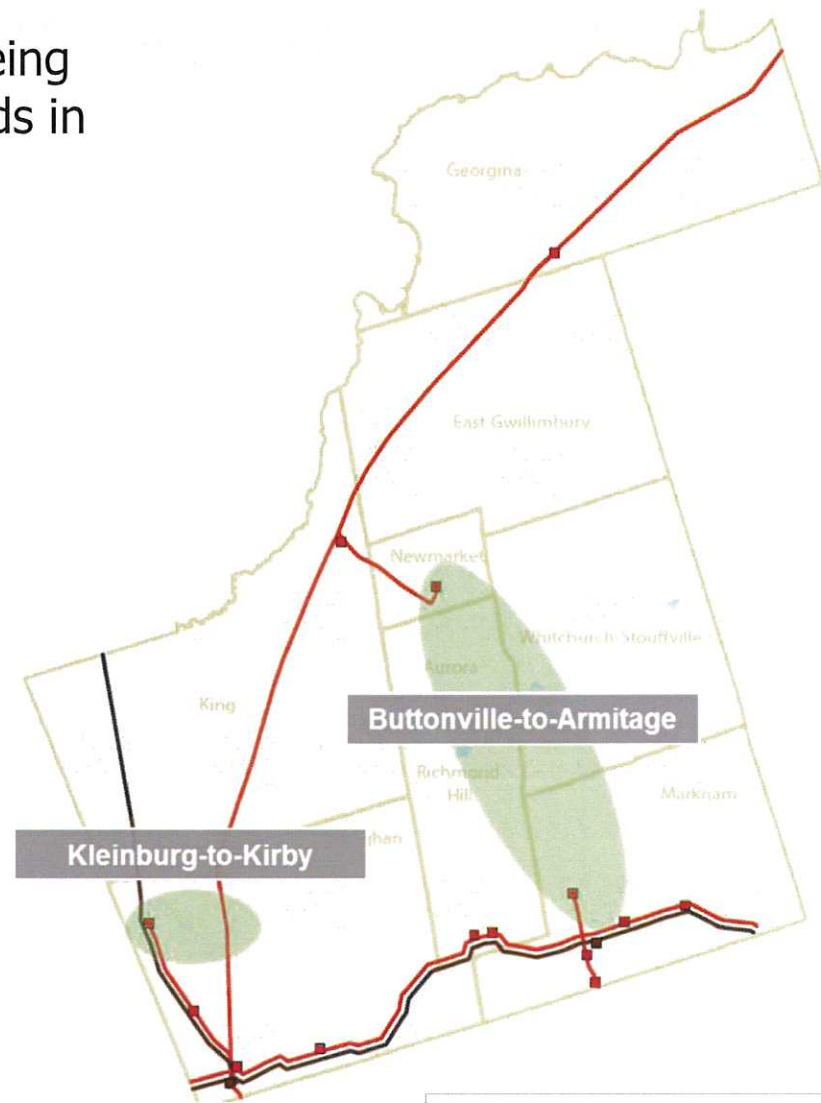 eing
ds in
Georgina
East Gwillimbury
Newmarket
Whitchurch-Stouffville
Aurora
King
Buttonville-to-Armitage
Richmond
Hill
Markham
ghan
Kleinburg-to-Kirby